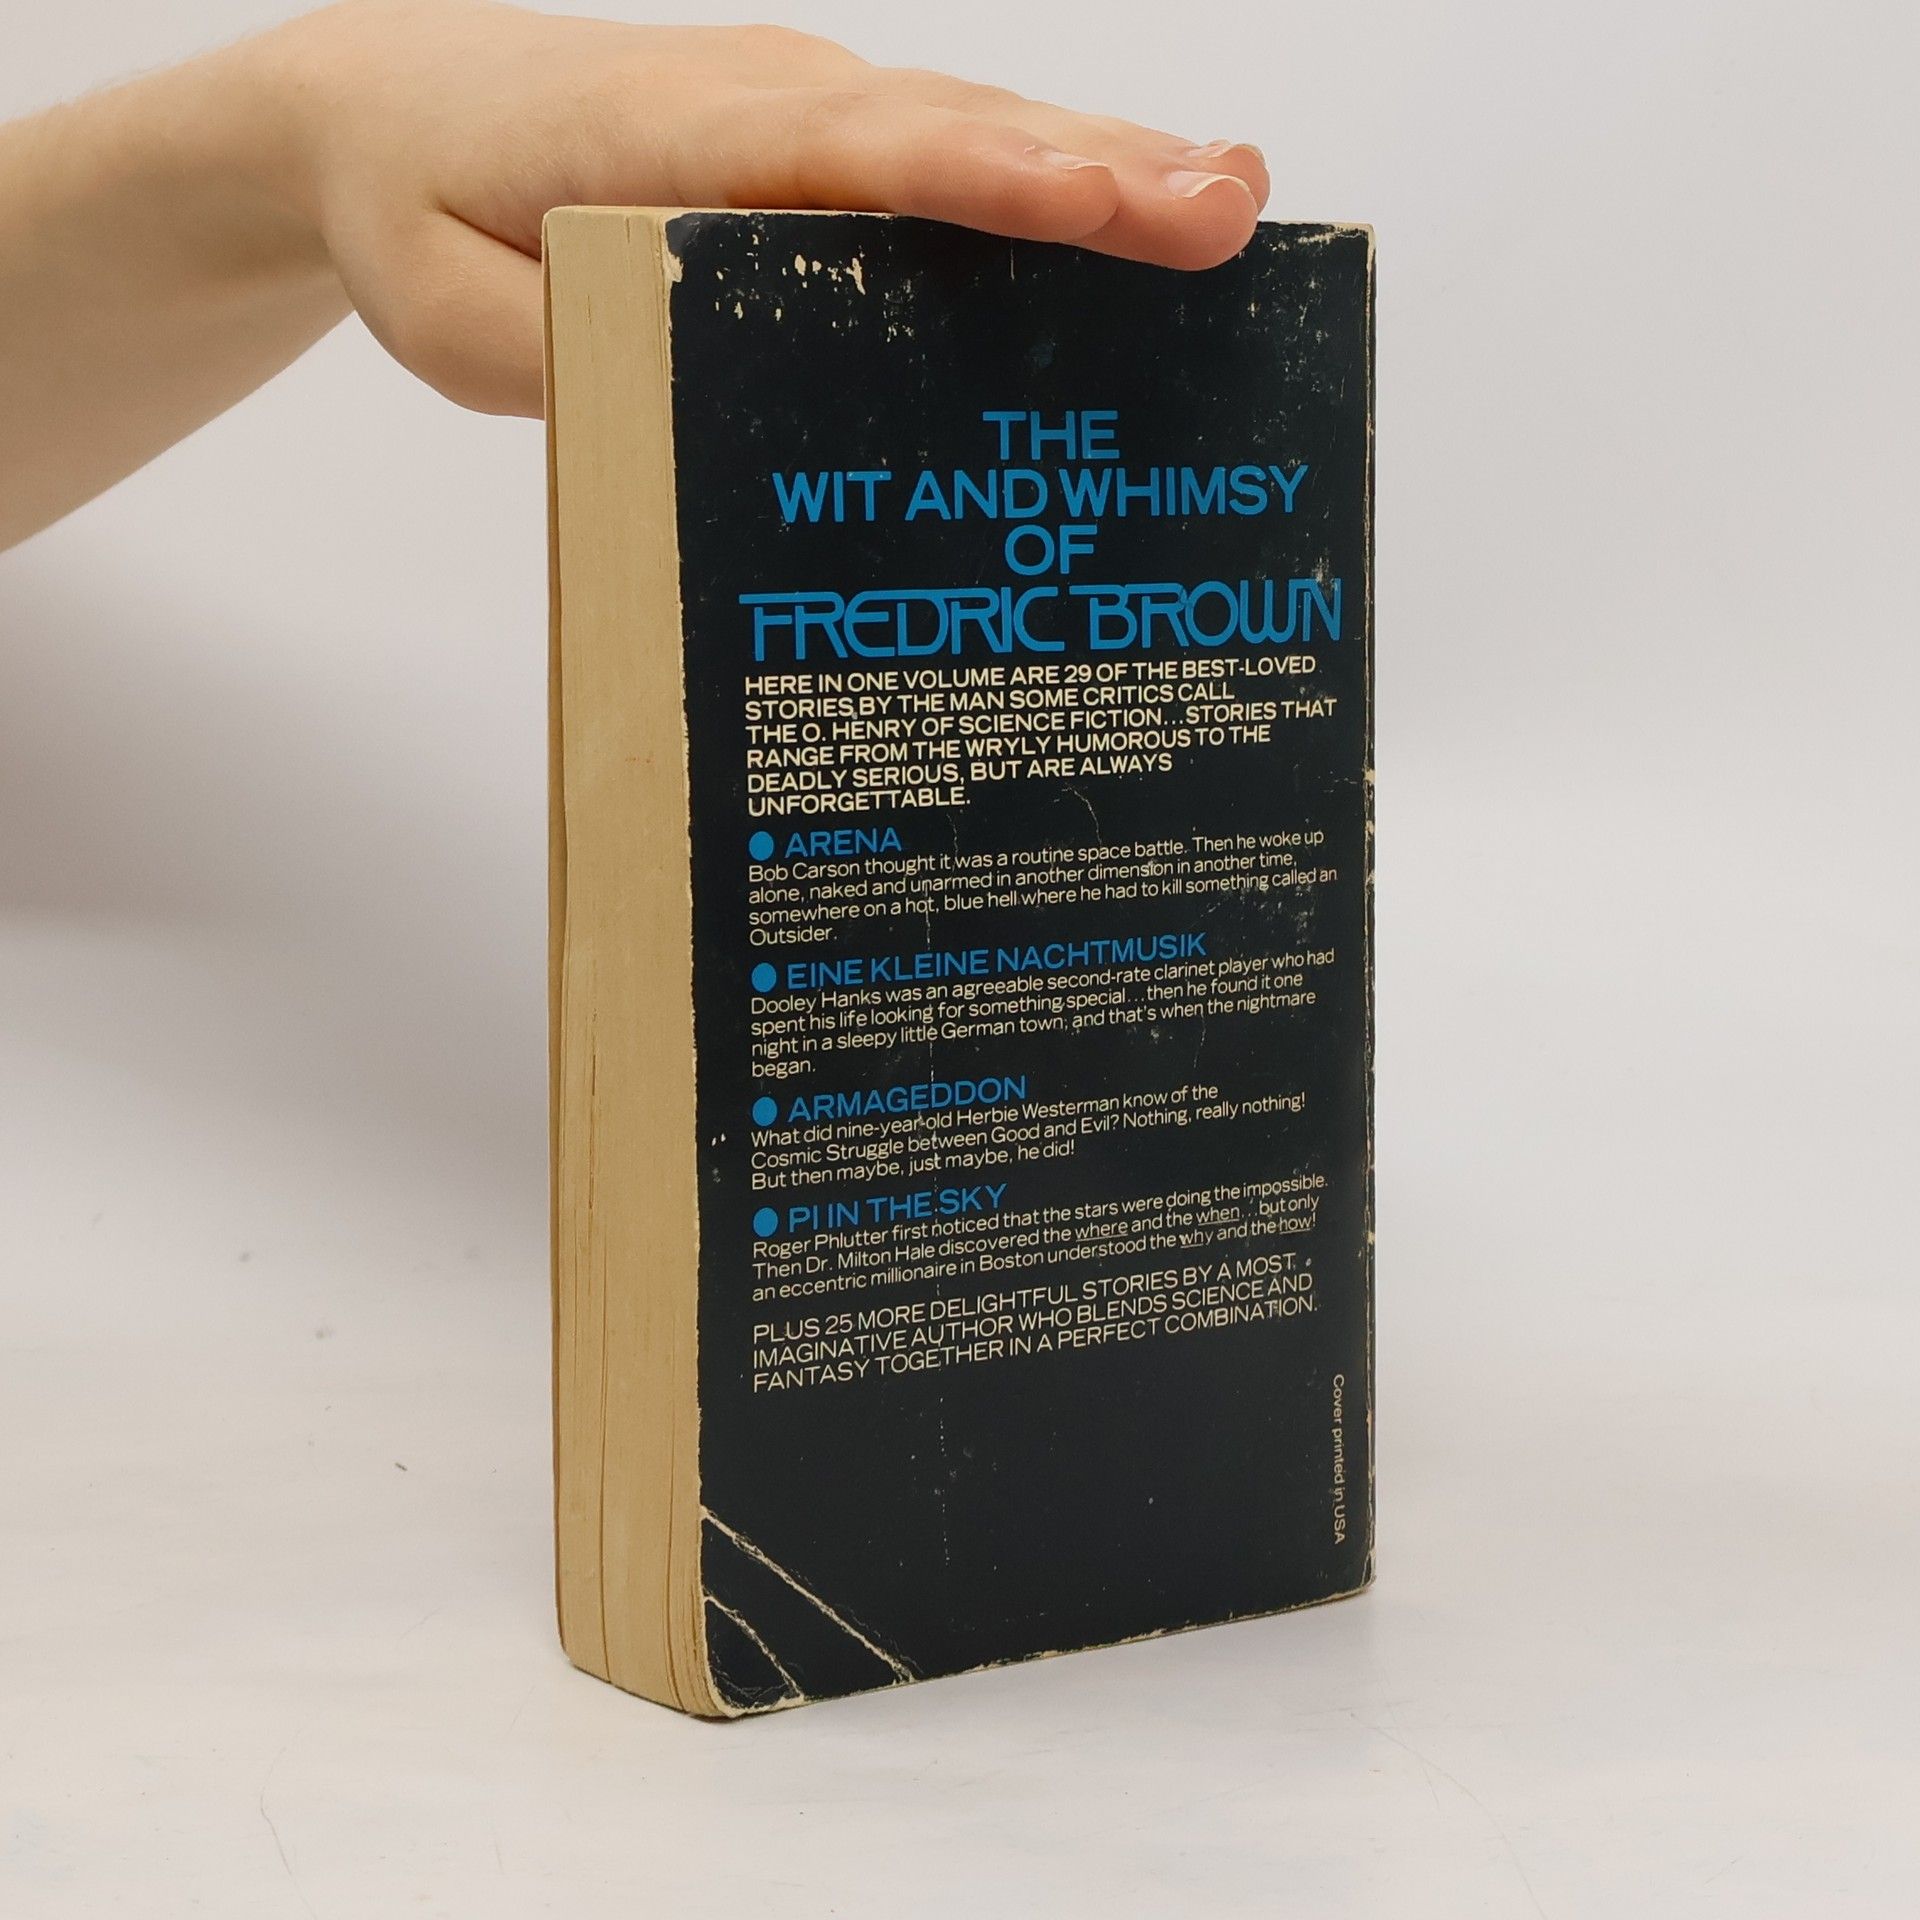 THE
WIT AND WHIMSY
OF
FREDRIC BROWN
HERE IN ONE VOLUME ARE 29 OF THE BEST-LOVED
STORIES BY THE MAN SOME CRITICS CALL
THE O. HENRY OF SCIENCE FICTION...STORIES THAT
RANGE FROM THE WRYLY HUMOROUS TO THE
DEADLY SERIOUS, BUT ARE ALWAYS
UNFORGETTABLE.
● ARENA
Bob Carson thought it was a routine space battle. Then he woke up
alone, naked and unarmed in another dimension in another time,
somewhere on a hot, blue hell where he had to kill something called an
Outsider.
● EINE KLEINE NACHTMUSIK
Dooley Hanks was an agreeable second-rate clarinet player who had
spent his life looking for something special...then he found it one
night in a sleepy little German town, and that's when the nightmare
began.
● ARMAGEDDON
What did nine-year-old Herbie Westerman know of the
Cosmic Struggle between Good and Evil? Nothing, really nothing!
But then maybe, just maybe, he did!
● PI IN THE SKY
Roger Phlutter first noticed that the stars were doing the impossible.
Then Dr. Milton Hale discovered the where and the when...but only
an eccentric millionaire in Boston understood the why and the how!
PLUS 25 MORE DELIGHTFUL STORIES BY A MOST
IMAGINATIVE AUTHOR WHO BLENDS SCIENCE AND
FANTASY TOGETHER IN A PERFECT COMBINATION.
Cover printed in USA